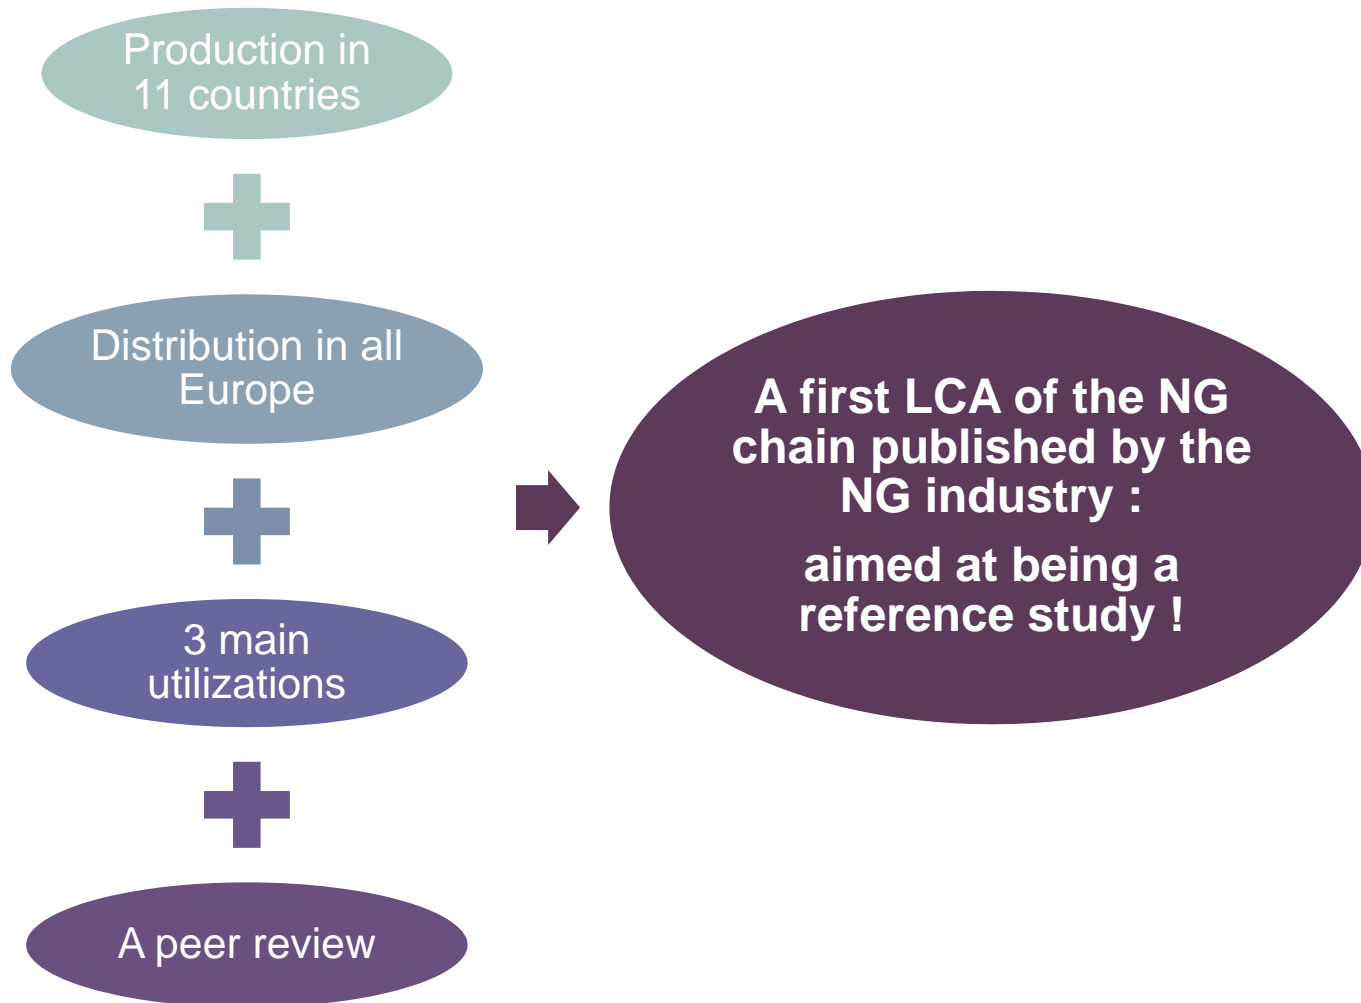 Production in
11 countries
Distribution in all
Europe
3 main
utilizations
A peer review
A first LCA of the NG
chain published by the
NG industry :
aimed at being a
reference study !